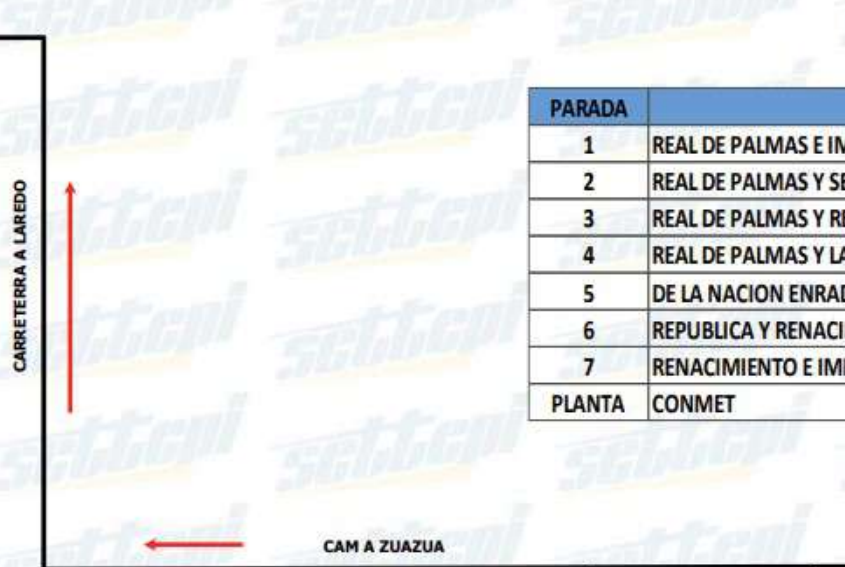 CARRETERRA A LAREDO
PARADA
1 REAL DE PALMAS E IM
2 REAL DE PALMAS Y SE
3 REAL DE PALMAS Y RE
4 REAL DE PALMAS Y LA
5 DE LA NACION ENRAD
6 REPUBLICA Y RENACI
7 RENACIMIENTO E IM
PLANTA CONMET
CAM A ZUAZUA